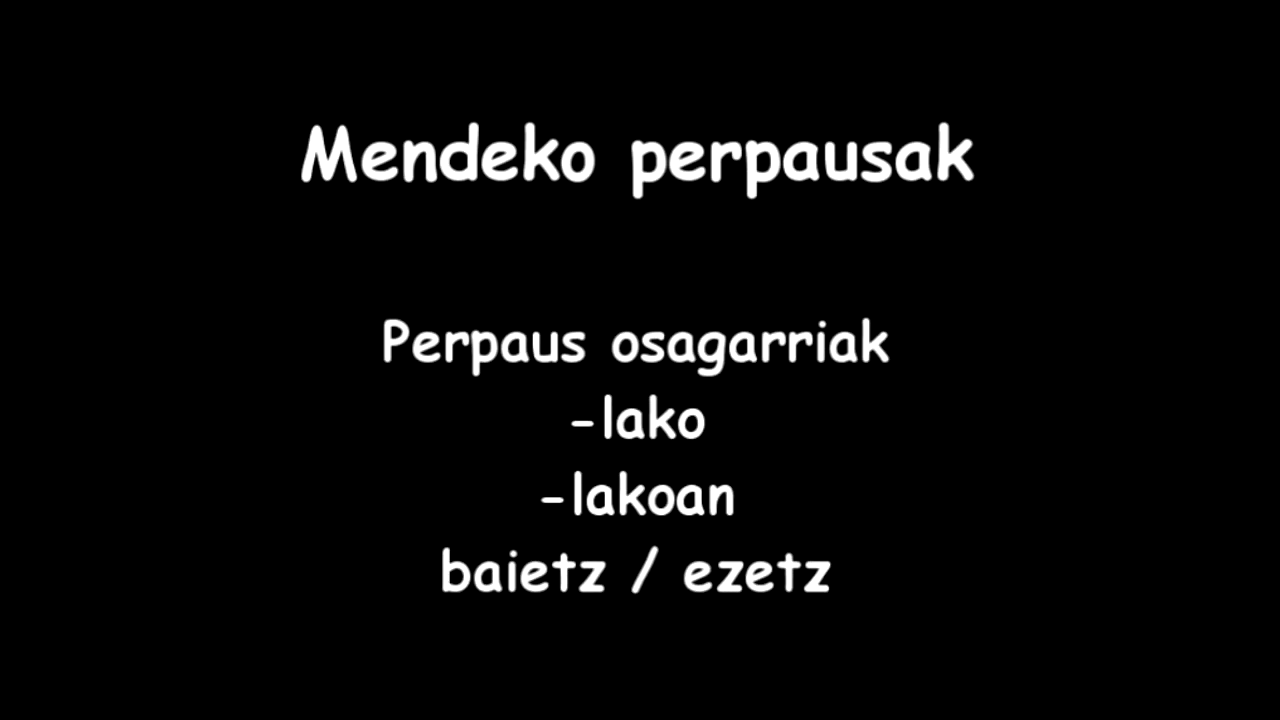 Mendeko perpausak
Perpaus osagarriak
-lako
-lakoan
baietz / ezetz